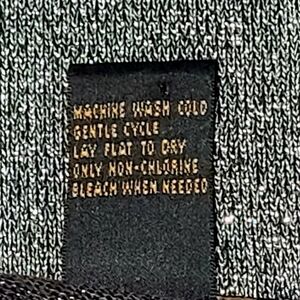 MACHINE WASH COLD
GENTLE CYCLE
LAY FLAT TO DRY
ONLY NON-CHLORINE
BLEACH WHEN NEEDED